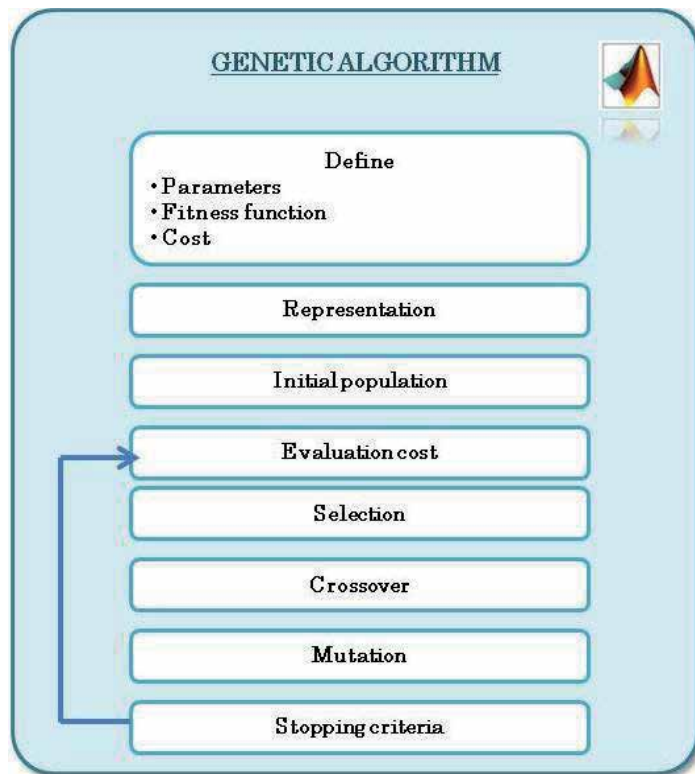 GENETIC ALGORITHM
Define
• Parameters
• Fitness function
• Cost
Representation
Initial population
Evaluation cost
Selection
Crossover
Mutation
Stopping criteria